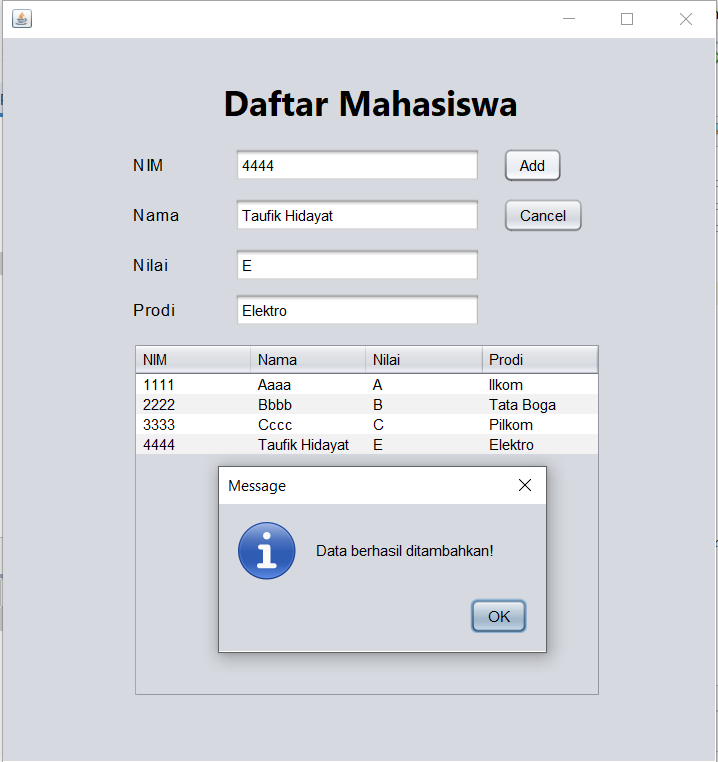 Daftar Mahasiswa
NIM 4444 Add
Nama Taufik Hidayat Cancel
Nilai E
Prodi Elektro
NIM Nama Nilai Prodi
1111 Aaaa A Ilkom
2222 Bbbb B Tata Boga
3333 Cccc C Pilkom
4444 Taufik Hidayat E Elektro
Message
Data berhasil ditambahkan!
OK